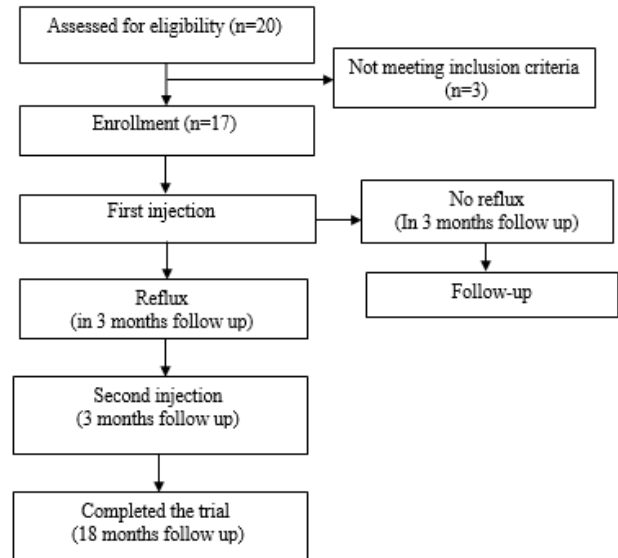 Assessed for eligibility (n=20)
Not meeting inclusion criteria
(n=3)
Enrollment (n=17)
First injection
No reflux
(In 3 months follow up)
Follow-up
Reflux
(in 3 months follow up)
Second injection
(3 months follow up)
Completed the trial
(18 months follow up)